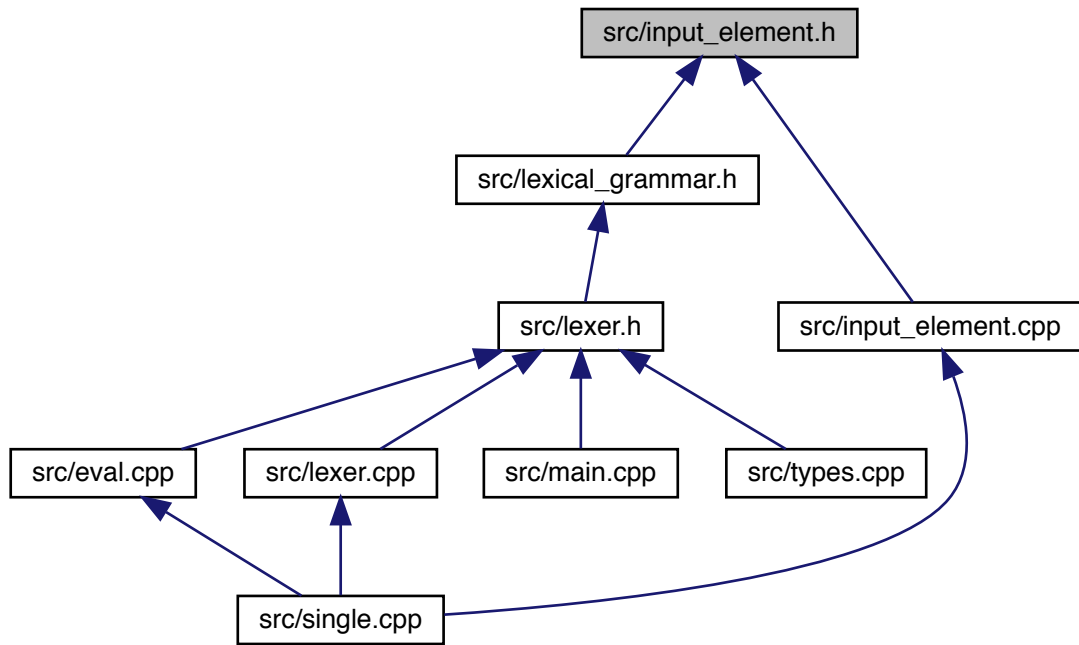 src/input_element.h
src/lexical_grammar.h
src/lexer.h
src/input_element.cpp
src/eval.cpp
src/lexer.cpp
src/main.cpp
src/types.cpp
src/single.cpp